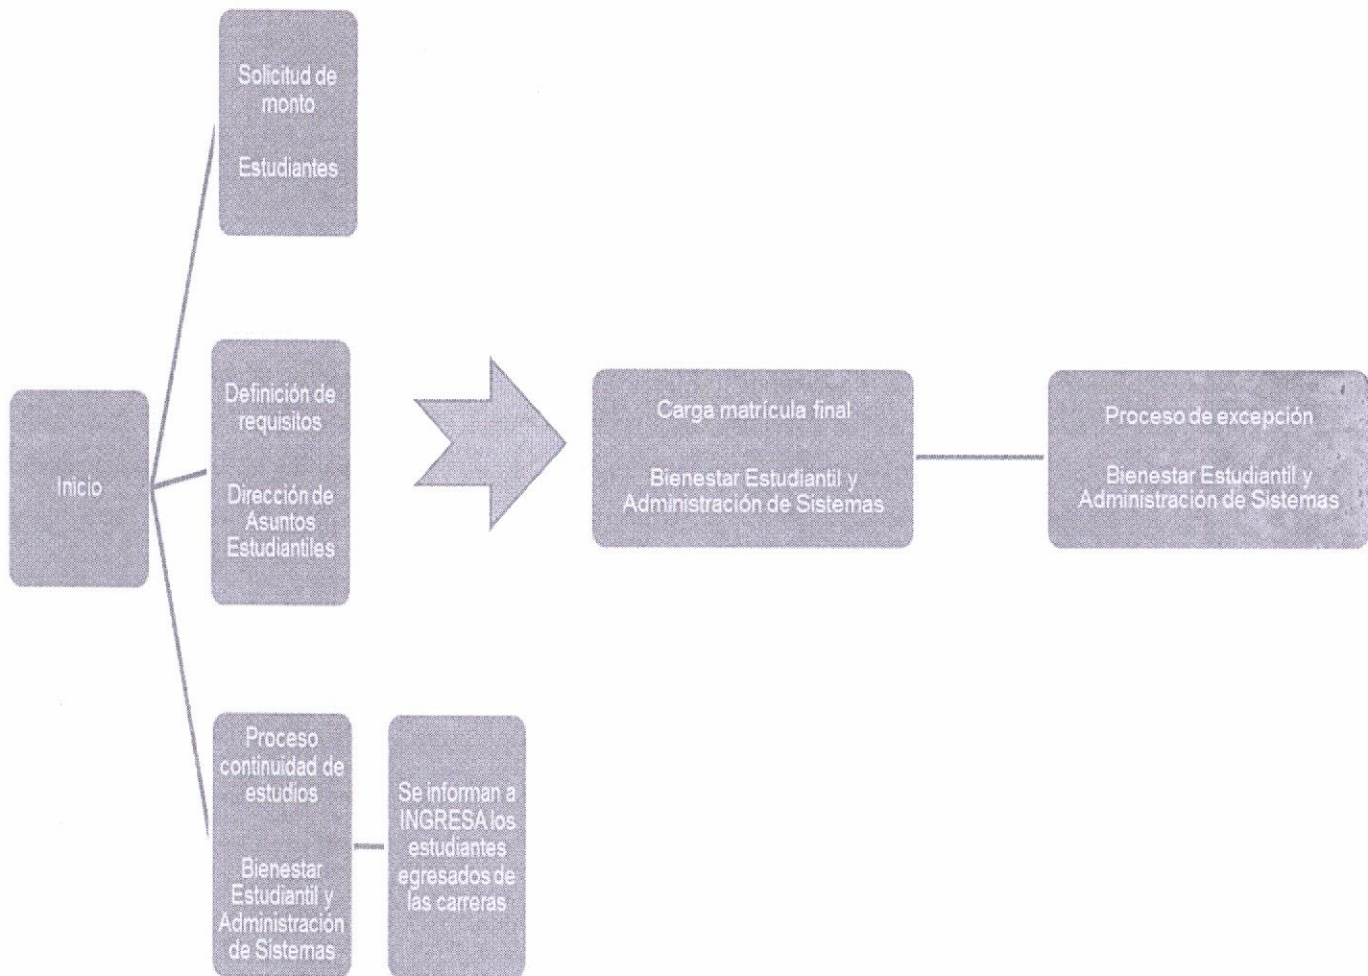 Inicio
Solicitud de
monto
Estudiantes
Definición de
requisitos
Dirección de
Asuntos
Estudiantiles
Proceso
continuidad de
estudios
Bienestar
Estudiantil y
Administración
de Sistemas
Se informan a
INGRESA los
estudiantes
egresados de
las carreras
Carga matrícula final
Bienestar Estudiantil y
Administración de Sistemas
Proceso de excepción
Bienestar Estudiantil y
Administración de Sistemas